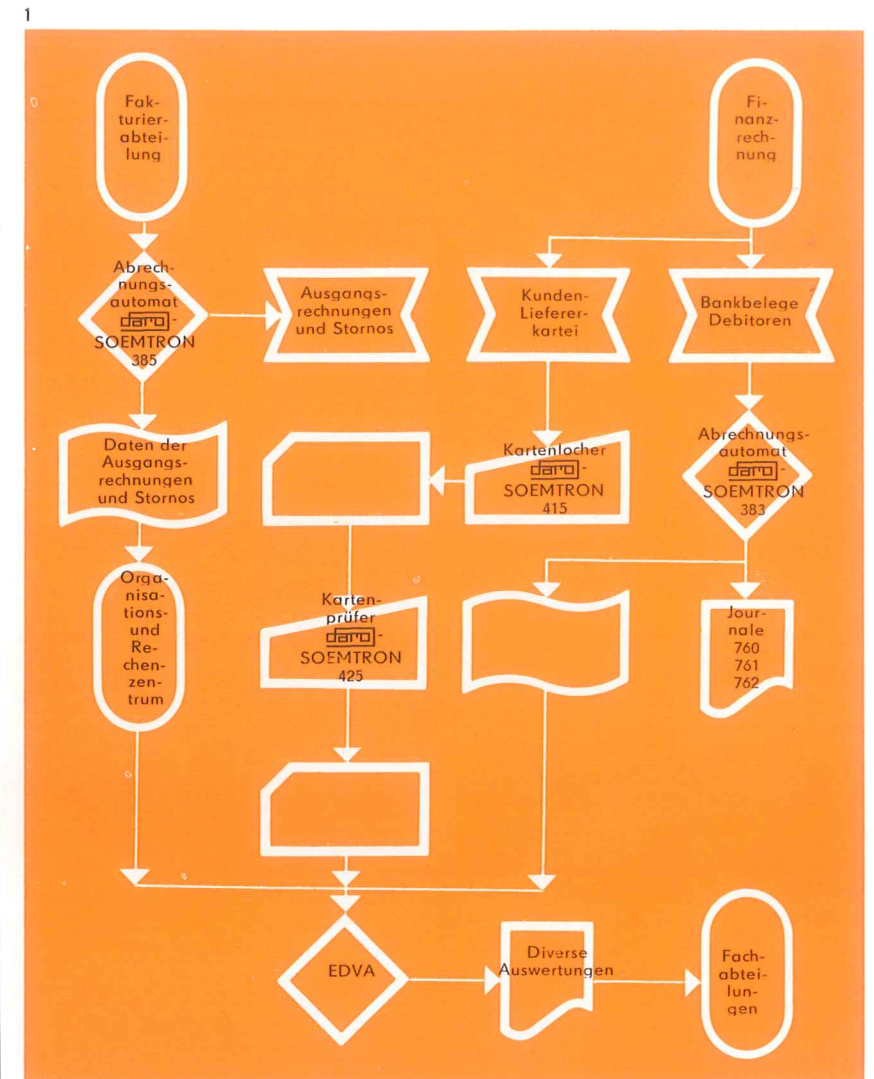 1
Fak-
turier-
abtei-
lung
Fi-
nanz-
rech-
nung
Abrech-
nungs-
automat
daro-
SOEMTRON
385
Ausgangs-
rechnungen
und Stornos
Kunden-
Lieferer-
kartei
Bankbelege
Debitoren
Daten der
Ausgangs-
rechnungen
und Stornos
Kartenlocher
daro-
SOEMTRON
415
Abrechnungs-
automat
daro-
SOEMTRON
383
Orga-
nisa-
tions-
und
Re-
chen-
zen-
trum
Karten-
prüfer
daro-
SOEMTRON
425
Jour-
nale
760
761
762
EDVA
Diverse
Auswertungen
Fach-
abtei-
lun-
gen